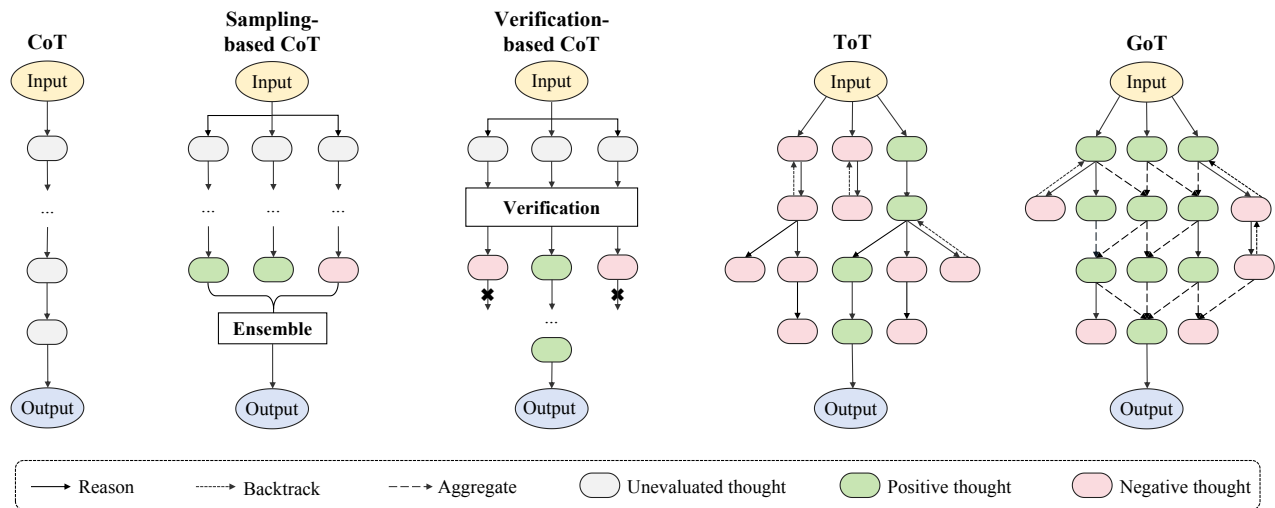 CoT
Input
...
...
Output
Sampling-
based CoT
Input
...
...
...
Ensemble
Output
Verification-
based CoT
Input
Verification
...
Output
ToT
Input
Output
GoT
Input
Output
Reason
Backtrack
Aggregate
Unevaluated thought
Positive thought
Negative thought